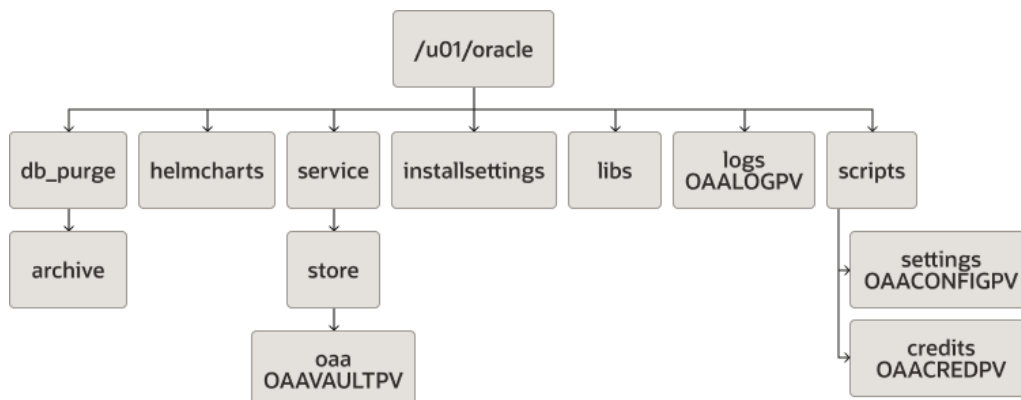 /u01/oracle
db_purge
helmcharts
service
installsettings
libs
logs
OAALOGPV
scripts
archive
store
settings
OAACONFIGPV
oaa
OAAVAULTPV
credits
OAACREDPV